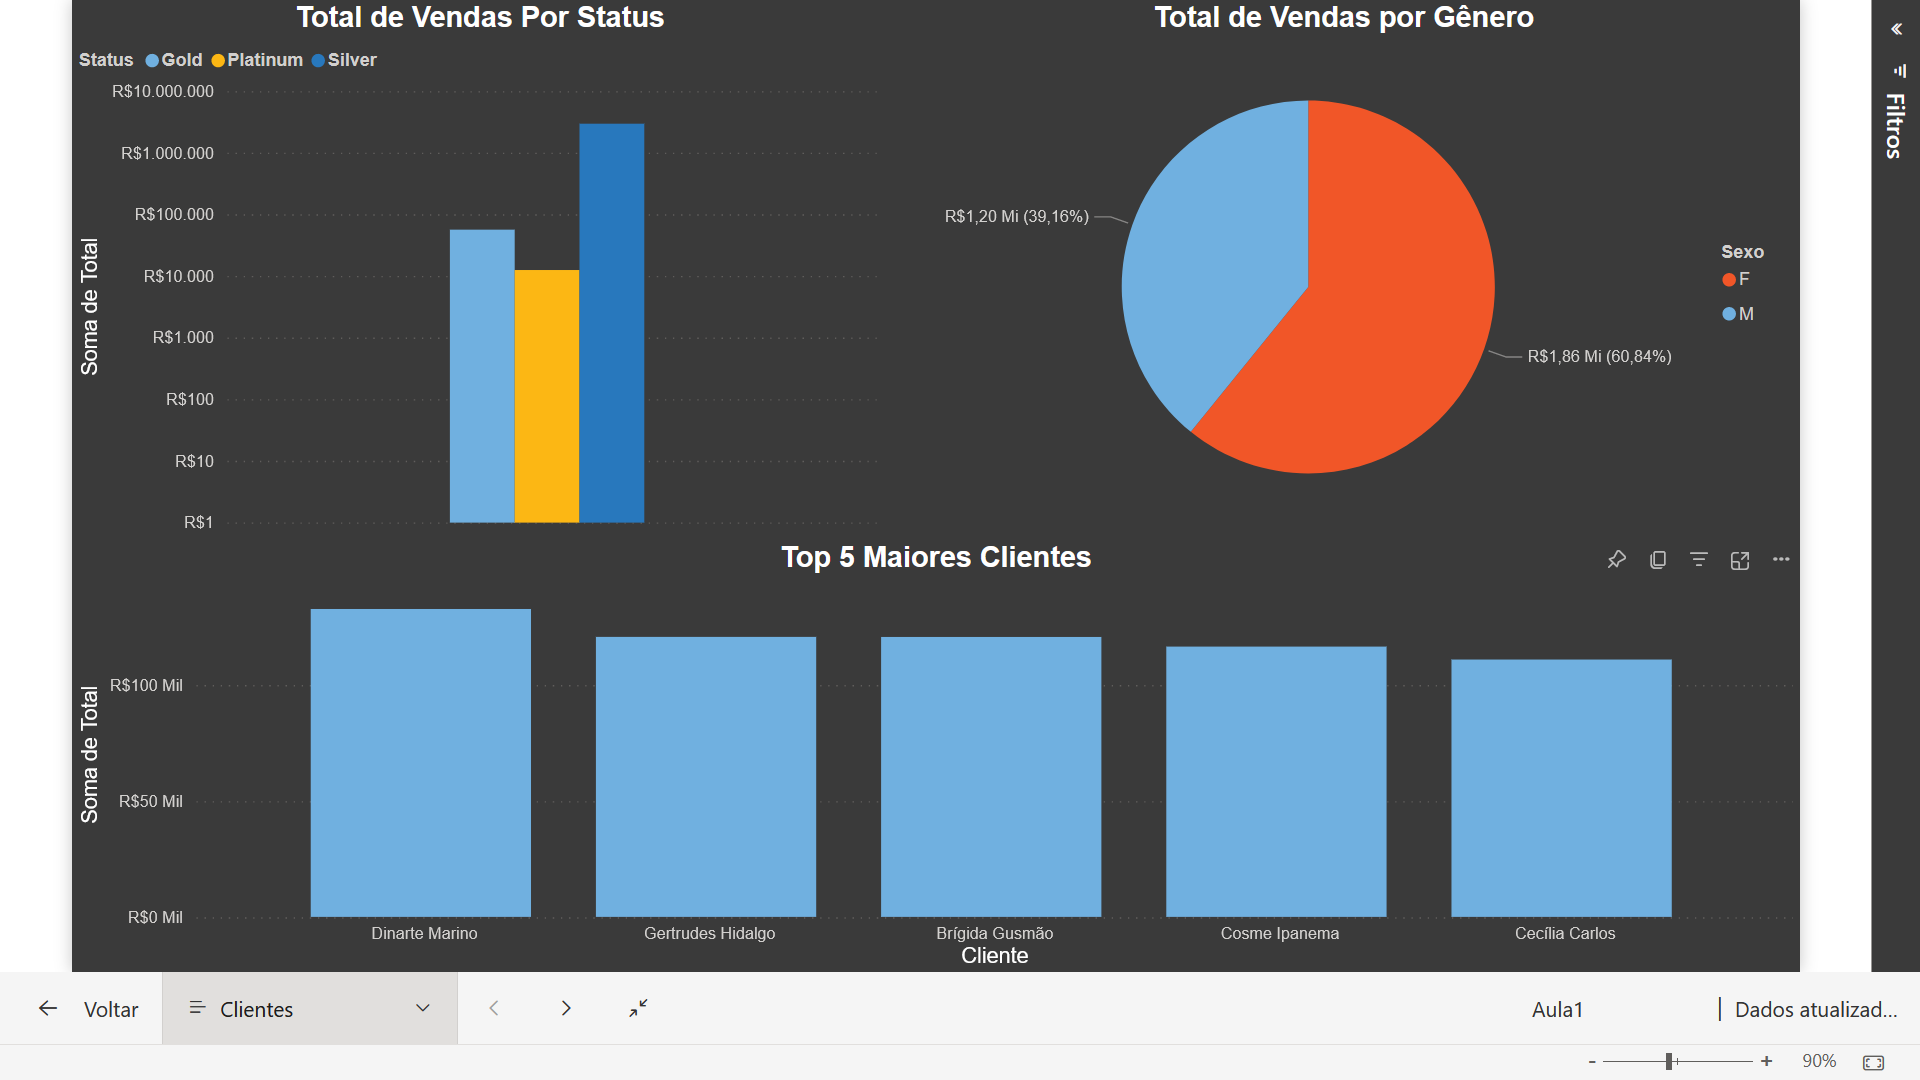 Total de Vendas Por Status
Status Gold Platinum Silver
R$10.000.000
R$1.000.000
R$100.000
R$10.000
R$1.000
R$100
R$10
R$1
Soma de Total
Total de Vendas por Gênero
R$1,20 Mi (39,16%)
R$1,86 Mi (60,84%)
Sexo
F
M
Filtros
Top 5 Maiores Clientes
Soma de Total
R$100 Mil
R$50 Mil
R$0 Mil
Dinarte Marino
Gertrudes Hidalgo
Brígida Gusmão
Cosme Ipanema
Cecília Carlos
Cliente
Voltar
Clientes
Aula1
| Dados atualizad...
- + 90%